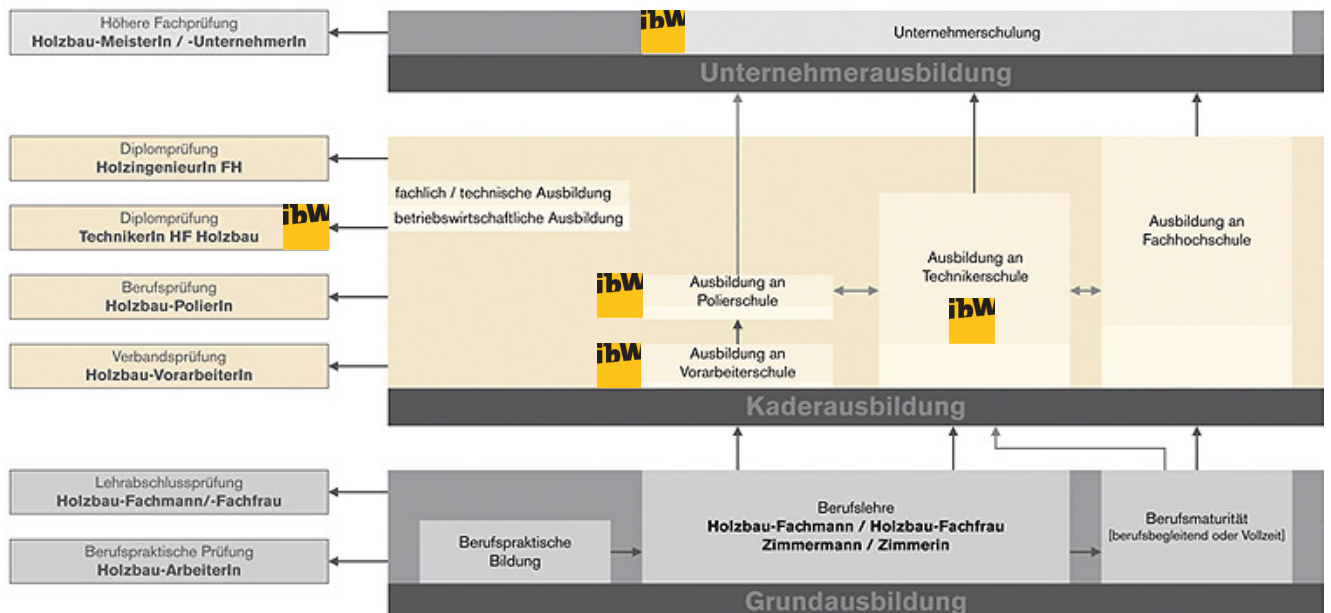 Höhere Fachprüfung
Holzbau-MeisterIn / -UnternehmerIn
ibW
Unternehmerschulung
Unternehmerausbildung
Diplomprüfung
HolzingenieurIn FH
fachlich / technische Ausbildung
betriebswirtschaftliche Ausbildung
Diplomprüfung
TechnikerIn HF Holzbau
ibW
Ausbildung an
Fachhochschule
Ausbildung an
Technikerschule
ibW
Berufsprüfung
Holzbau-PolierIn
ibW
Ausbildung an
Polierschule
Verbandsprüfung
Holzbau-VorarbeiterIn
ibW
Ausbildung an
Vorarbeiterschule
Kaderausbildung
Lehrabschlussprüfung
Holzbau-Fachmann/-Fachfrau
Berufslehre
Holzbau-Fachmann / Holzbau-Fachfrau
Zimmermann / Zimmerin
Berufsmaturität
[berufsbegleitend oder Vollzeit]
Berufspraktische Prüfung
Holzbau-ArbeiterIn
Berufspraktische
Bildung
Grundausbildung